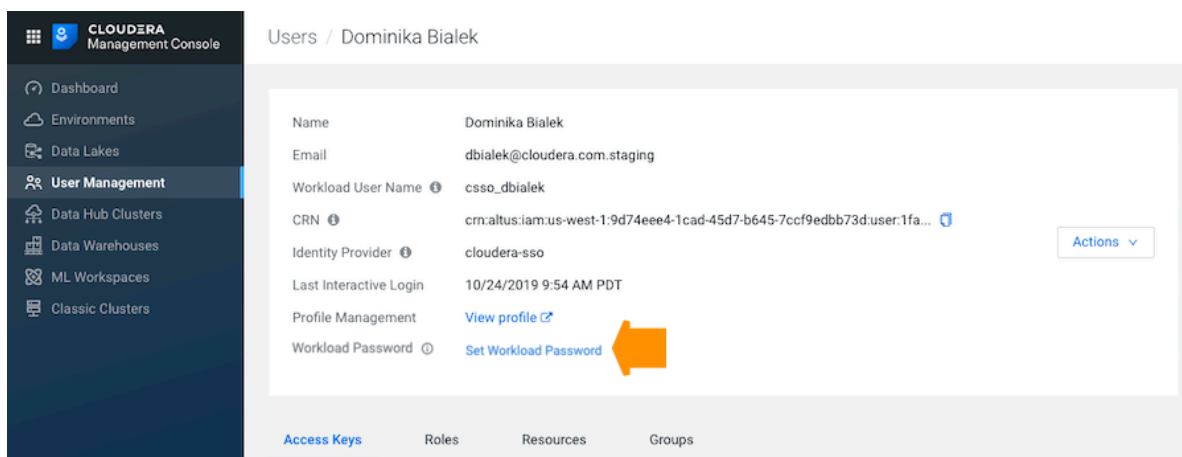 CLOUDERA
Management Console
Users / Dominika Bialek
Dashboard
Environments
Data Lakes
User Management
Data Hub Clusters
Data Warehouses
ML Workspaces
Classic Clusters
Name Dominika Bialek
Email dbialek@cloudera.com.staging
Workload User Name csso_dbialek
CRN crn:altus:iam:us-west-1:9d74eee4-1cad-45d7-b645-7ccf9edbb73d:user:1fa...
Identity Provider cloudera-sso
Last Interactive Login 10/24/2019 9:54 AM PDT
Profile Management View profile
Workload Password Set Workload Password
Actions
Access Keys Roles Resources Groups